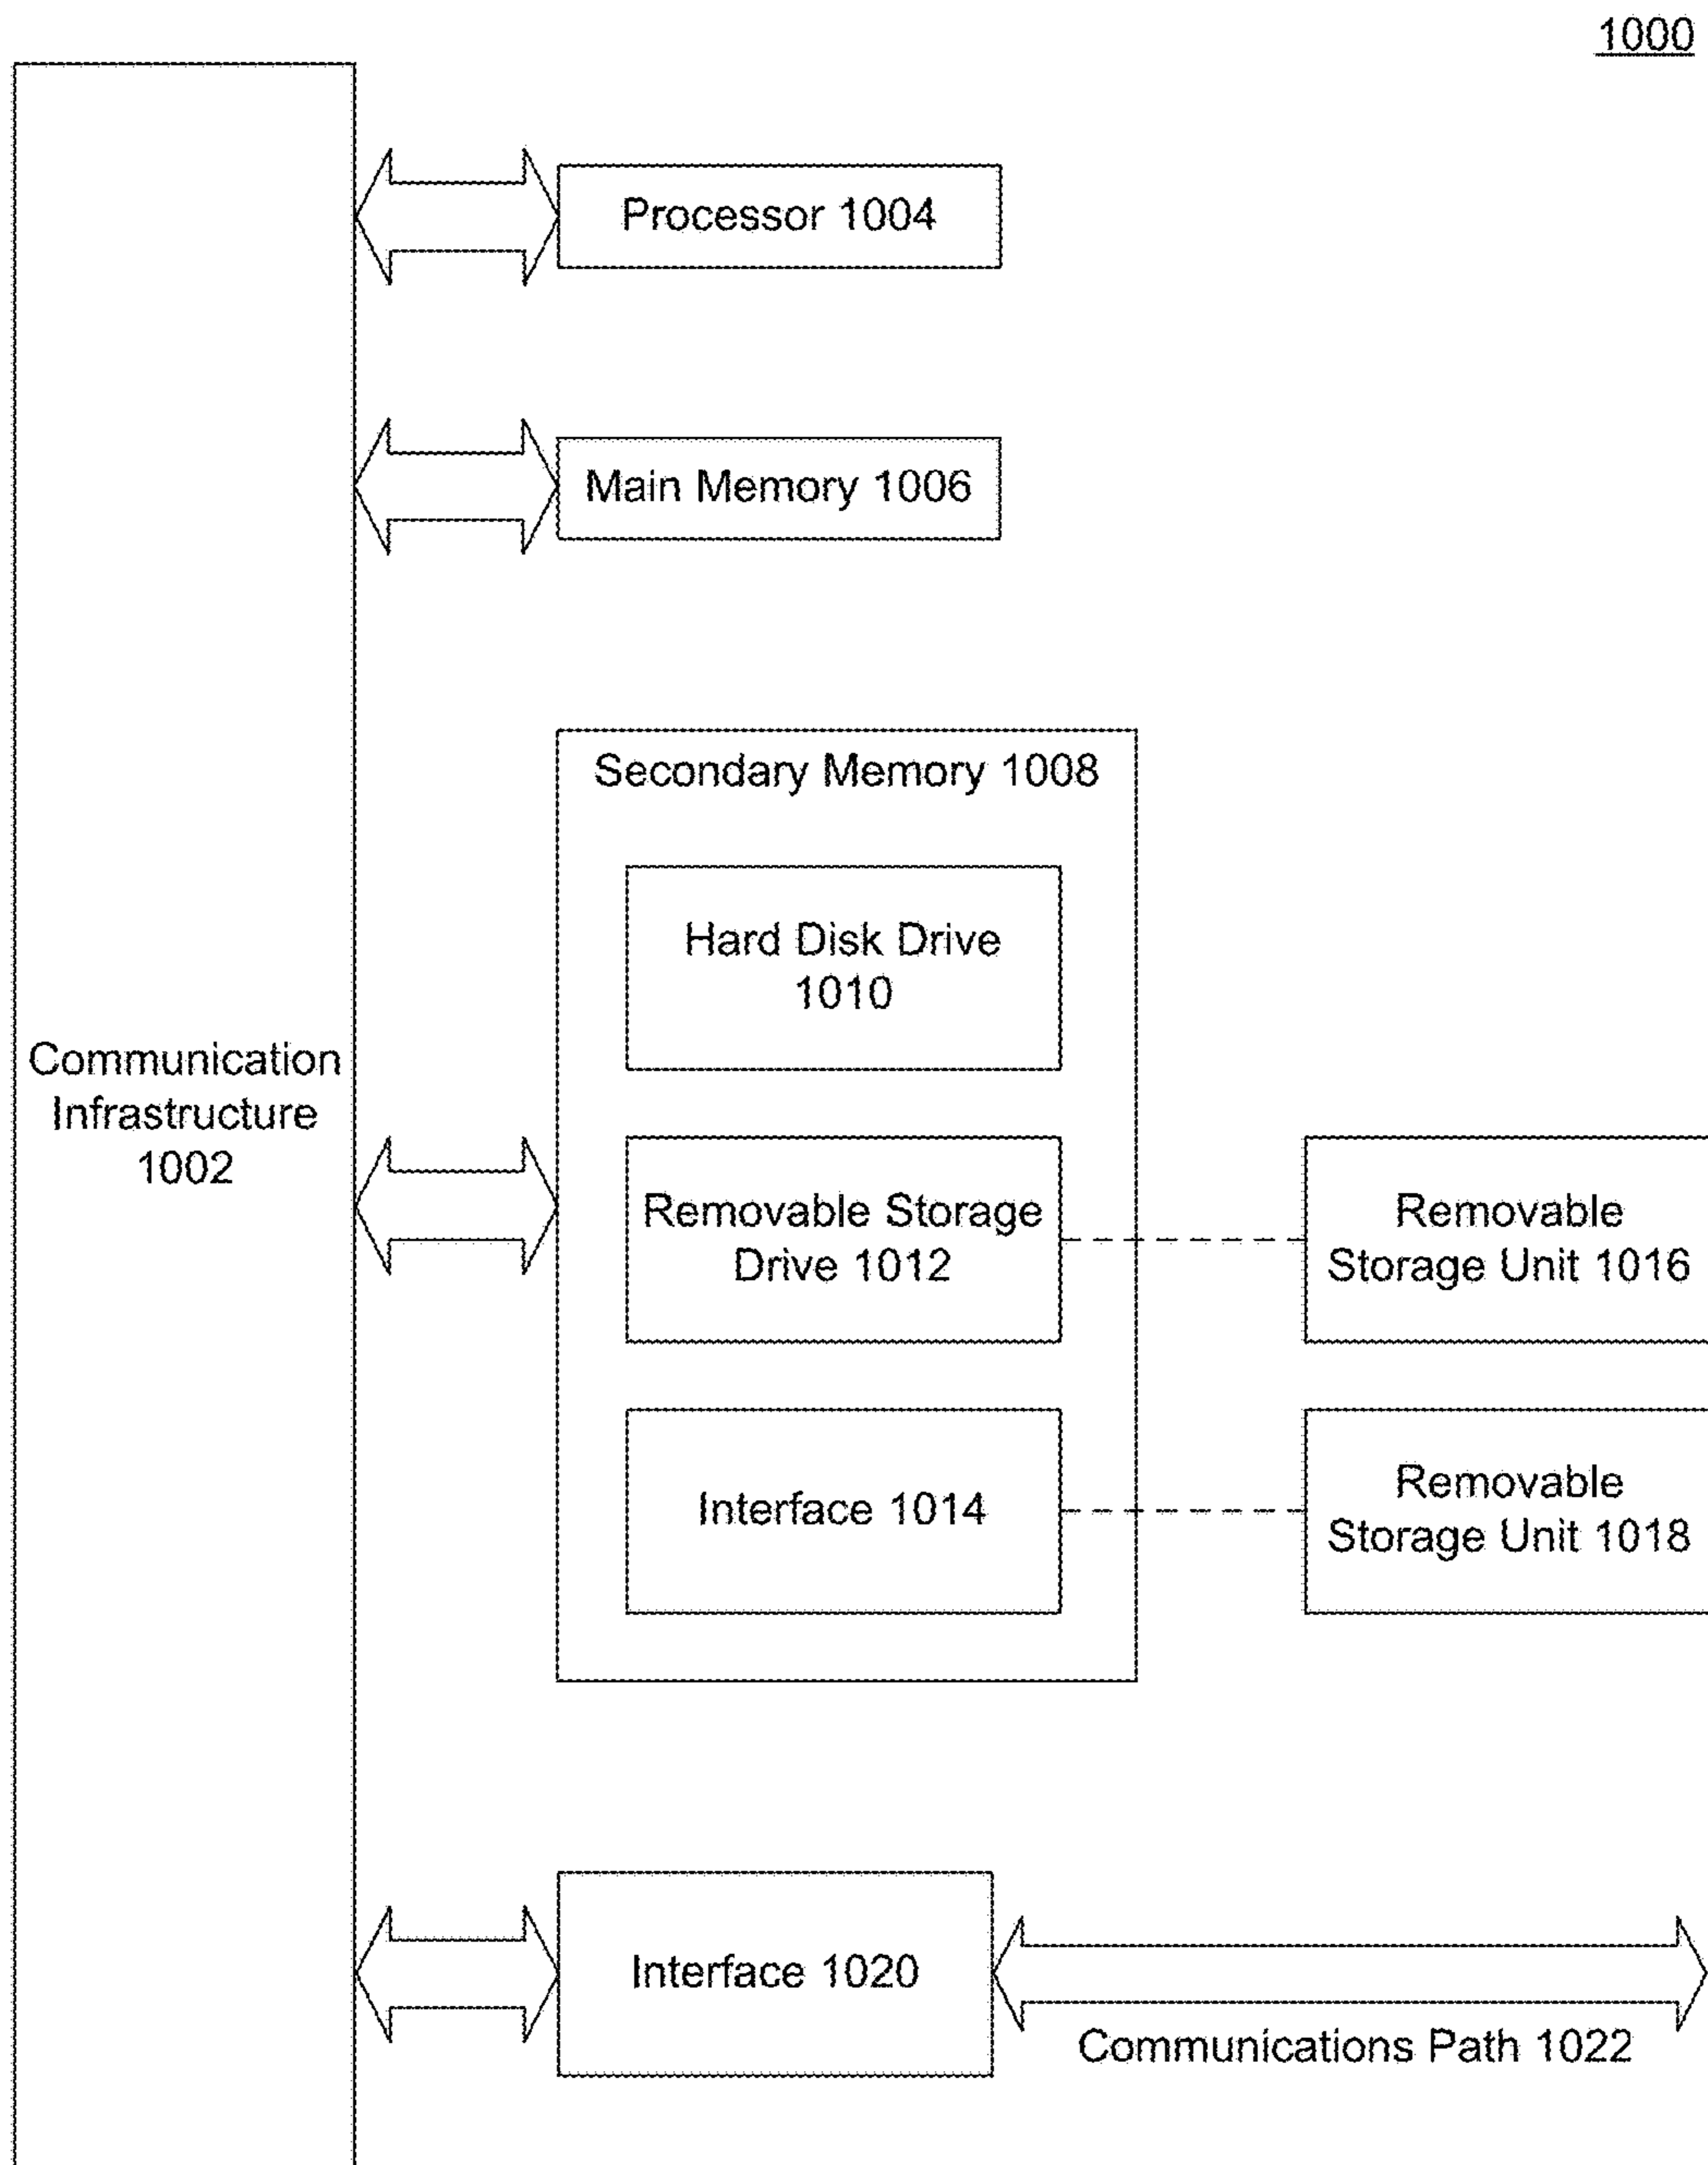 1000
Processor 1004
Main Memory 1006
Secondary Memory 1008
Hard Disk Drive
1010
Communication
Infrastructure
1002
Removable Storage
Drive 1012
Removable
Storage Unit 1016
Interface 1014
Removable
Storage Unit 1018
Interface 1020
Communications Path 1022